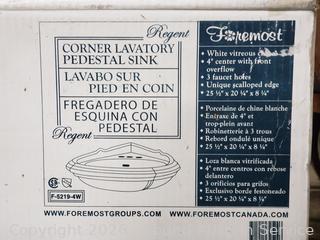 Regent
CORNER LAVATORY
PEDESTAL SINK
LAVABO SUR
PIED EN COIN
FREGADERO DE
ESQUINA CON
PEDESTAL
Regent
F-5219-4W
Foremost
• White vitreous china
• 4" center with front
overflow
• 3 faucet holes
• Unique scalloped edge
• 25 ½" x 20 ¼" x 8 ¼"
• Porcelaine de chine blanche
• Entraxe de 4" et
trop-plein avant
• Robinetterie à 3 trous
• Rebord ondulé unique
• 25 ½" x 20 ¼" x 8 ¼"
• Loza blanca vitrificada
• 4" entre centros con rebose
delantero
• 3 orificios para grifos
• Exclusivo borde festoneado
• 25 ½" x 20 ¼" x 8 ¼"
WWW.FOREMOSTGROUPS.COM / WWW.FOREMOSTCANADA.COM